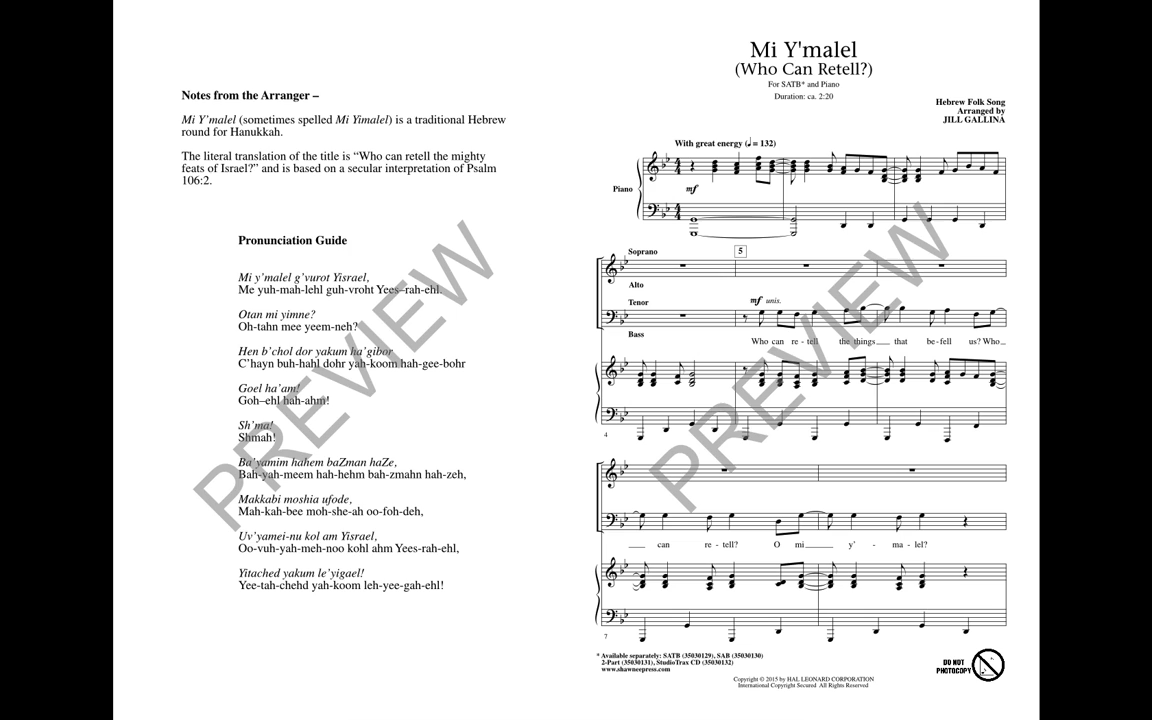 Notes from the Arranger –
Mi Y'malel (sometimes spelled Mi Yimalel) is a traditional Hebrew
round for Hanukkah.
The literal translation of the title is “Who can retell the mighty
feats of Israel?” and is based on a secular interpretation of Psalm
106:2.
Pronunciation Guide
Mi y’malel g’vurot Yisrael,
Me yuh-mah-lehl guh-vroht Yees–rah-ehl.
Otan mi yimne?
Oh-tahn mee yeem-neh?
Hen b’chol dor yakum ha’gibor
C’hayn buh-hahl dohr yah-koom hah-gee-bohr
Goel ha’am!
Goh–ehl hah-ahm!
Sh’ma!
Shmah!
Ba’yamim hahem baZman haZe,
Bah-yah-meem hah-hehm bah-zmahn hah-zeh,
Makkabi moshia ufode,
Mah-kah-bee moh-she-ah oo-foh-deh,
Uv’yamei-nu kol am Yisrael,
Oo-vuh-yah-meh-noo kohl ahm Yees-rah-ehl,
Yitached yakum le’yigael!
Yee-tah-chehd yah-koom leh-yee-gah-ehl!
PREVIEW
Mi Y'malel
(Who Can Retell?)
For SATB* and Piano
Duration: ca. 2:20
Hebrew Folk Song
Arranged by
JILL GALLINA
With great energy (♩ = 132)
Piano
mf
Soprano
5
Alto
Tenor
mf unis.
Bass
Who can re - tell the things___ that be - fell us? Who_
4
___ can re - tell? O mi_____ y' - ma - lel?
7
PREVIEW
* Available separately: SATB (35030129), SAB (35030130)
2-Part (35030131), StudioTrax CD (35030132)
www.shawneepress.com
Copyright © 2015 by HAL LEONARD CORPORATION
International Copyright Secured All Rights Reserved
DO NOT
PHOTOCOPY